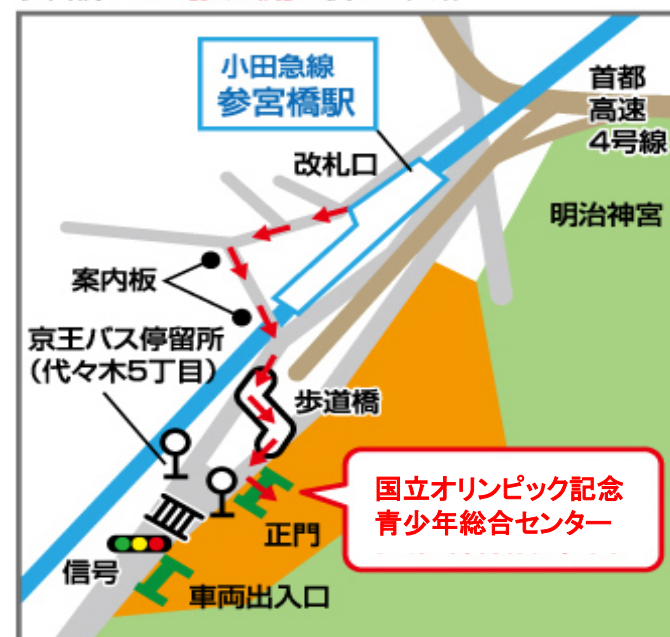 小田急線
参宮橋駅
首都
高速
4号線
改札口
明治神宮
案内板
京王バス停留所
（代々木5丁目）
歩道橋
国立オリンピック記念
青少年総合センター
正門
信号
車両出入口